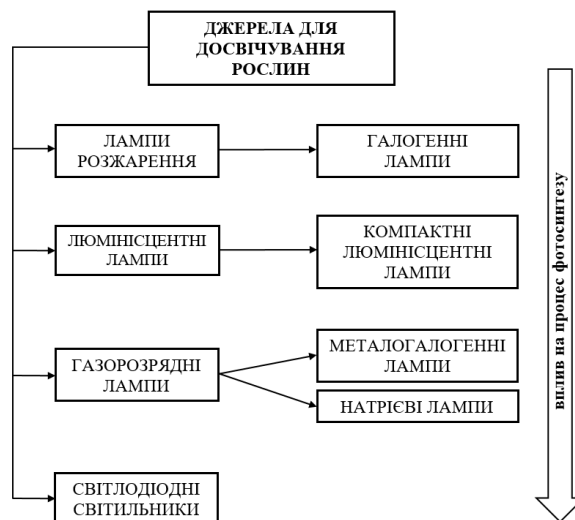 ДЖЕРЕЛА ДЛЯ
ДОСВІЧУВАННЯ
РОСЛИН
ЛАМПИ
РОЗЖАРЕННЯ
ГАЛОГЕННІ
ЛАМПИ
ЛЮМІНІСЦЕНТНІ
ЛАМПИ
КОМПАКТНІ
ЛЮМІНІСЦЕНТНІ
ЛАМПИ
ГАЗОРОЗРЯДНІ
ЛАМПИ
МЕТАЛОГАЛОГЕННІ
ЛАМПИ
НАТРІЄВІ ЛАМПИ
СВІТЛОДІОДНІ
СВІТИЛЬНИКИ
вплив на процес фотосинтезу